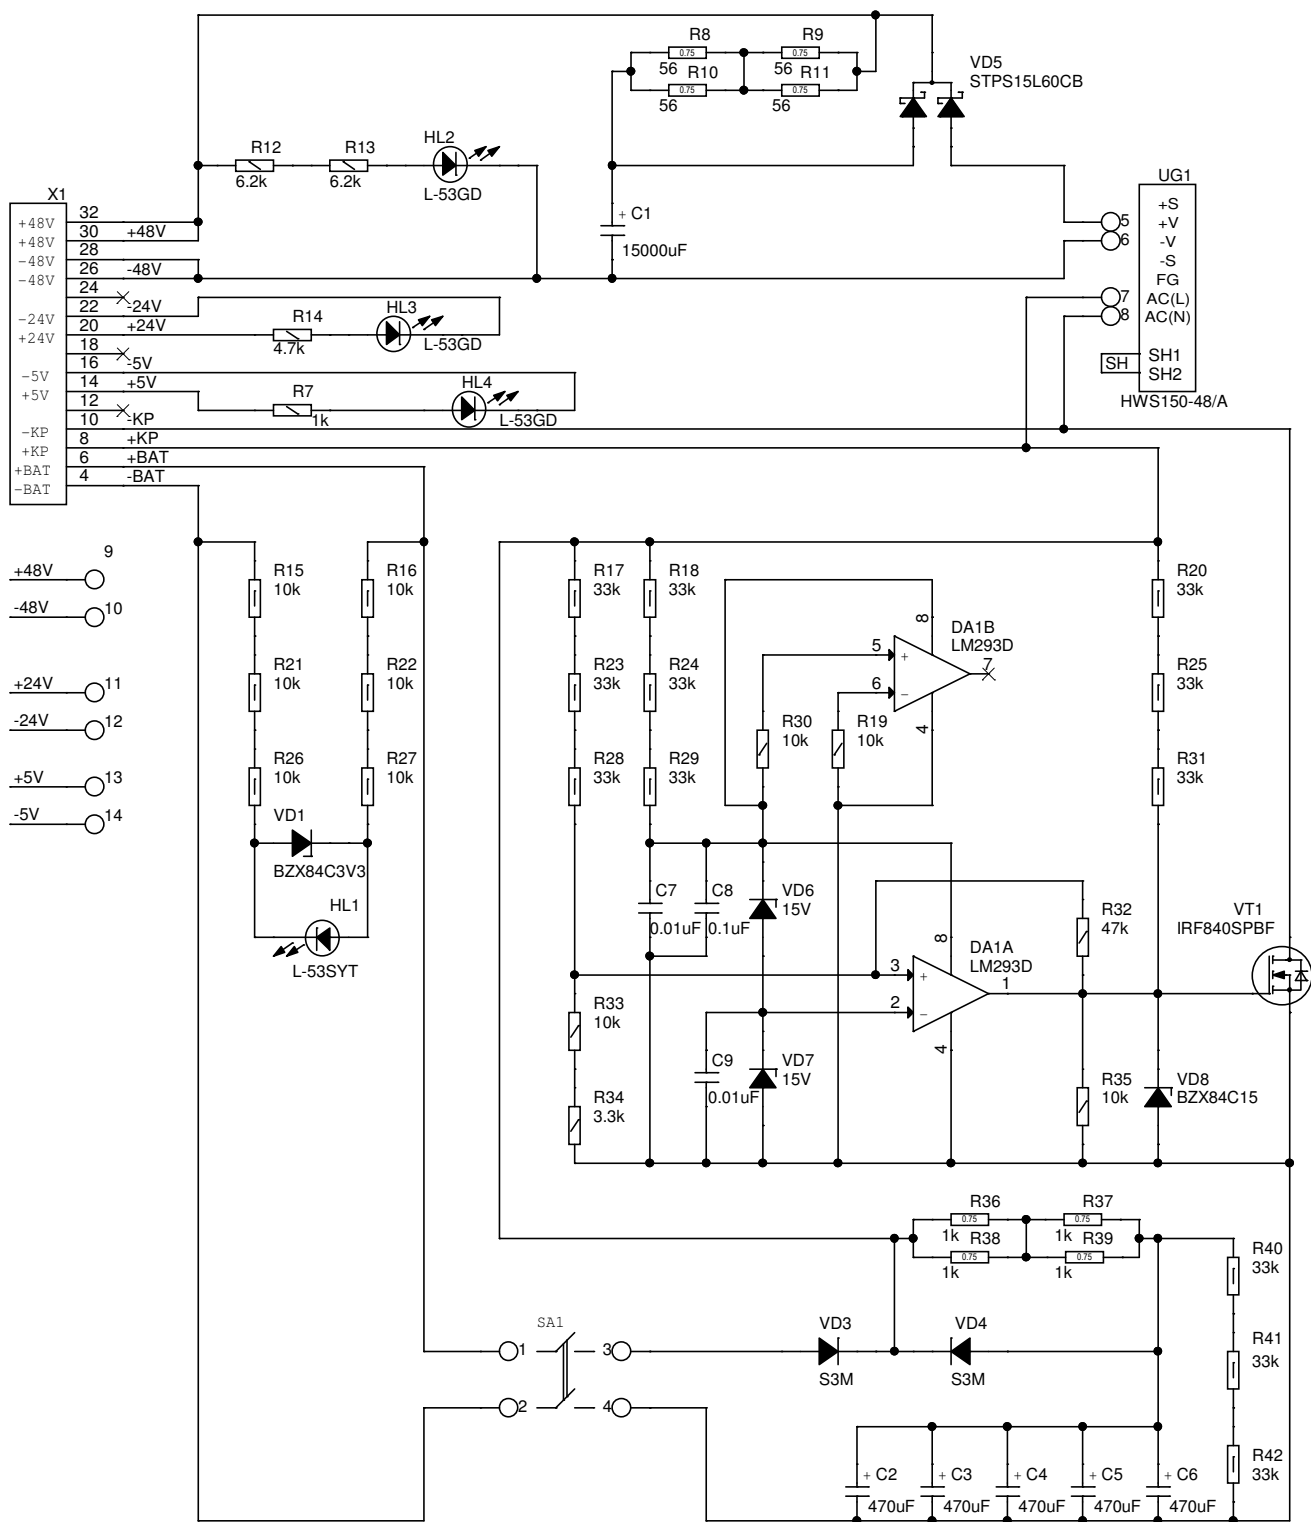 R8
0.75
56
R9
0.75
56
R10
0.75
56
R11
0.75
56
VD5
STPS15L60CB
R12
6.2k
R13
6.2k
HL2
L-53GD
+ C1
15000uF
UG1
+S
+V
-V
-S
FG
AC(L)
AC(N)
SH1
SH2
SH
5
6
7
8
HWS150-48/A
X1
+48V 32
+48V 30 +48V
-48V 28
-48V 26 -48V
24
-24V 22 -24V
+24V 20 +24V
18
-5V 16 -5V
+5V 14 +5V
12
-KP 10 -KP
+KP 8 +KP
+BAT 6 +BAT
-BAT 4 -BAT
R14
4.7k
HL3
L-53GD
R7
1k
HL4
L-53GD
+48V 9
-48V 10
+24V 11
-24V 12
+5V 13
-5V 14
R15
10k
R16
10k
R21
10k
R22
10k
R26
10k
R27
10k
VD1
BZX84C3V3
HL1
L-53SYT
R17
33k
R18
33k
R23
33k
R24
33k
R28
33k
R29
33k
R30
10k
R19
10k
DA1B
LM293D
8
5 +
6 -
7
4
R20
33k
R25
33k
R31
33k
C7
0.01uF
C8
0.1uF
VD6
15V
R32
47k
VT1
IRF840SPBF
DA1A
LM293D
8
3 +
2 -
1
4
R33
10k
R34
3.3k
C9
0.01uF
VD7
15V
R35
10k
VD8
BZX84C15
R36
0.75
1k
R37
0.75
1k
R38
0.75
1k
R39
0.75
1k
R40
33k
R41
33k
R42
33k
SA1
1
3
2
4
VD3
S3M
VD4
S3M
+ C2
470uF
+ C3
470uF
+ C4
470uF
+ C5
470uF
+ C6
470uF